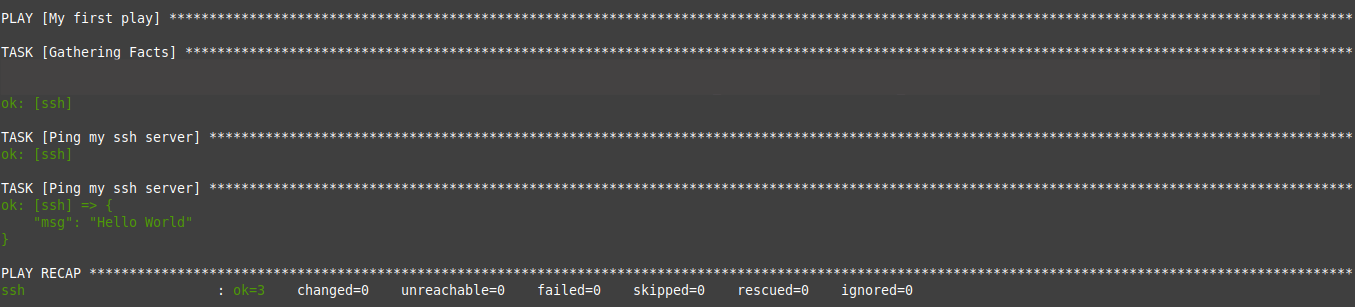 PLAY [My first play] ****************************************************************************************************************************************************
TASK [Gathering Facts] **************************************************************************************************************************************************
ok: [ssh]
TASK [Ping my ssh server] ***********************************************************************************************************************************************
ok: [ssh]
TASK [Ping my ssh server] ***********************************************************************************************************************************************
ok: [ssh] => {
    "msg": "Hello World"
}
PLAY RECAP **************************************************************************************************************************************************************
ssh                        : ok=3    changed=0    unreachable=0    failed=0    skipped=0    rescued=0    ignored=0